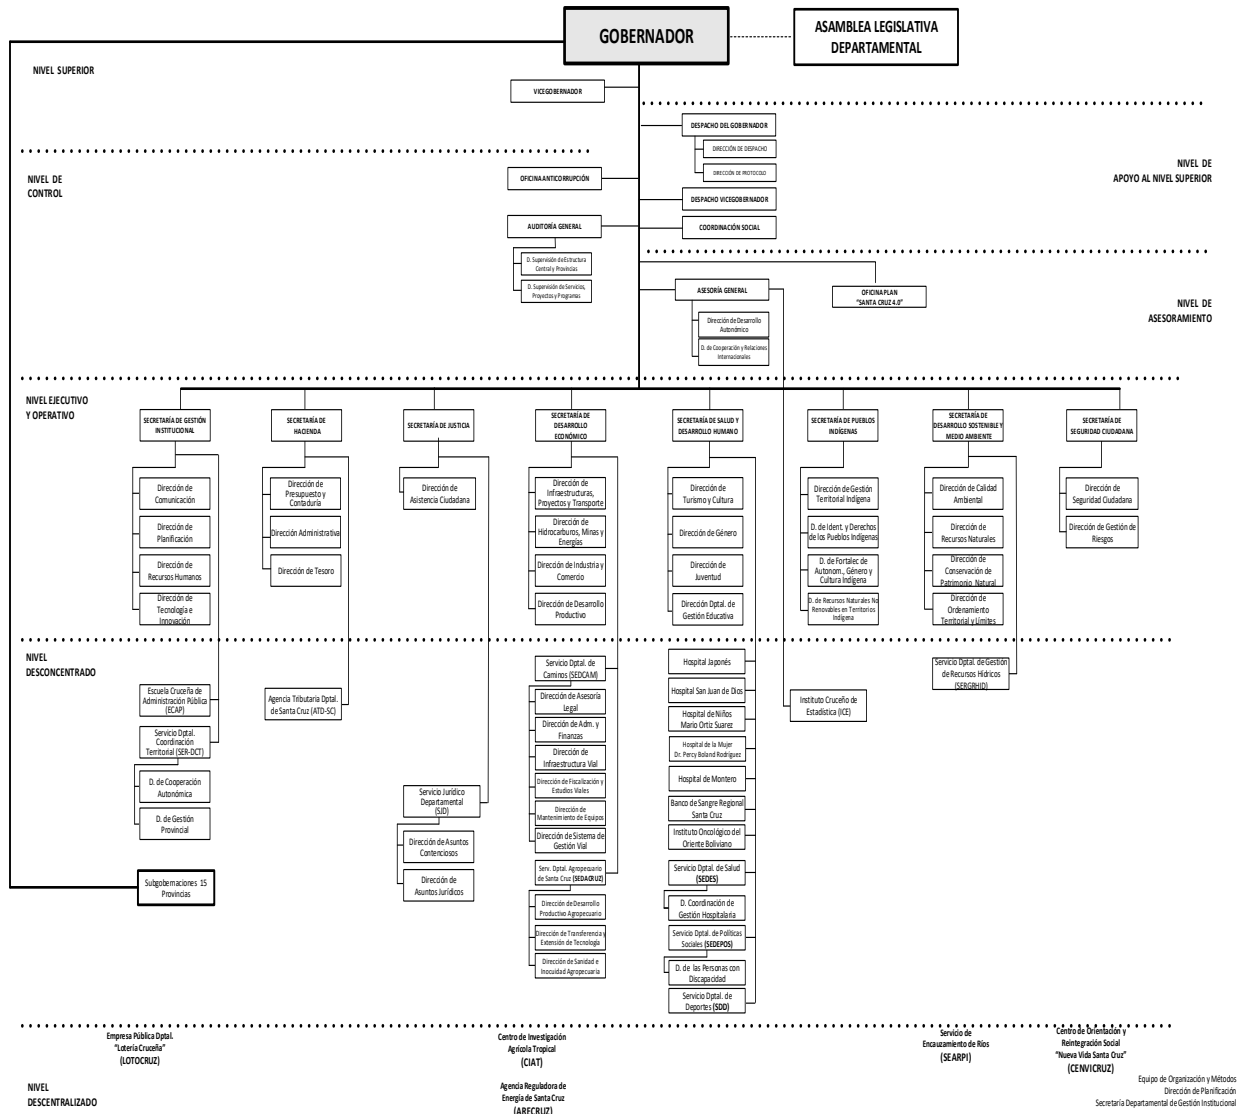 GOBERNADOR
ASAMBLEA LEGISLATIVA
DEPARTAMENTAL
NIVEL SUPERIOR
VICEGOBERNADOR
DESPACHO DEL GOBERNADOR
DIRECCIÓN DE DESPACHO
DIRECCIÓN DE PROTOCOLO
NIVEL DE
APOYO AL NIVEL SUPERIOR
NIVEL DE
CONTROL
OFICINA ANTICORRUPCIÓN
DESPACHO VICEGOBERNADOR
AUDITORÍA GENERAL
COORDINACIÓN SOCIAL
D. Supervisión de Estructura
Central y Provincias
D. Supervisión de Servicios,
Proyectos y Programas
ASESORÍA GENERAL
OFICINA PLAN
"SANTA CRUZ 4.0"
NIVEL DE
ASESORAMIENTO
Dirección de Desarrollo
Autonómico
D. de Cooperación y Relaciones
Internacionales
NIVEL EJECUTIVO
Y OPERATIVO
SECRETARÍA DE GESTIÓN
INSTITUCIONAL
SECRETARÍA DE
HACIENDA
SECRETARÍA DE JUSTICIA
SECRETARÍA DE
DESARROLLO
ECONÓMICO
SECRETARÍA DE SALUD Y
DESARROLLO HUMANO
SECRETARÍA DE PUEBLOS
INDÍGENAS
SECRETARÍA DE
DESARROLLO SOSTENIBLE Y
MEDIO AMBIENTE
SECRETARÍA DE
SEGURIDAD CIUDADANA
Dirección de
Comunicación
Dirección de
Planificación
Dirección de
Recursos Humanos
Dirección de
Tecnología e
Innovación
Dirección de
Presupuesto y
Contaduría
Dirección Administrativa
Dirección de Tesoro
Dirección de
Asistencia Ciudadana
Dirección de
Infraestructuras,
Proyectos y Transporte
Dirección de
Hidrocarburos, Minas y
Energías
Dirección de Industria y
Comercio
Dirección de Desarrollo
Productivo
Dirección de
Turismo y Cultura
Dirección de Género
Dirección de
Juventud
Dirección Dptal. de
Gestión Educativa
Dirección de Gestión
Territorial Indígena
D. de Ident. y Derechos
de los Pueblos Indígenas
D. de Fortalec de
Autonom., Género y
Cultura Indígena
D. de Recursos Naturales No
Renovables en Territorios
Indígena
Dirección de Calidad
Ambiental
Dirección de
Recursos Naturales
Dirección de
Conservación de
Patrimonio Natural
Dirección de
Ordenamiento
Territorial y Límites
Dirección de
Seguridad Ciudadana
Dirección de Gestión de
Riesgos
NIVEL
DESCONCENTRADO
Escuela Cruceña de
Administración Pública
(ECAP)
Servicio Dptal.
Coordinación
Territorial (SER-DCT)
D. de Cooperación
Autonómica
D. de Gestión
Provincial
Subgobernaciones 15
Provincias
Agencia Tributaria Dptal.
de Santa Cruz (ATD-SC)
Servicio Jurídico
Departamental
(SJD)
Dirección de Asuntos
Contenciosos
Dirección de
Asuntos Jurídicos
Servicio Dptal. de
Caminos (SEDCAM)
Dirección de Asesoría
Legal
Dirección de Adm. y
Finanzas
Dirección de
Infraestructura Vial
Dirección de Fiscalización y
Estudios Viales
Dirección de
Mantenimiento de Equipos
Dirección de Sistema de
Gestión Vial
Serv. Dptal. Agropecuario
de Santa Cruz (SEDACRUZ)
Dirección de Desarrollo
Productivo Agropecuario
Dirección de Transferencia y
Extensión de Tecnología
Dirección de Sanidad e
Inocuidad Agropecuaria
Hospital Japonés
Hospital San Juan de Dios
Hospital de Niños
Mario Ortiz Suarez
Hospital de la Mujer
Dr. Percy Boland Rodríguez
Hospital de Montero
Banco de Sangre Regional
Santa Cruz
Instituto Oncológico del
Oriente Boliviano
Servicio Dptal. de Salud
(SEDES)
D. Coordinación de
Gestión Hospitalaria
Servicio Dptal. de Políticas
Sociales (SEDEPOS)
D. de las Personas con
Discapacidad
Servicio Dptal. de
Deportes (SDD)
Instituto Cruceño de
Estadística (ICE)
Servicio Dptal. de Gestión
de Recursos Hídricos
(SERGRHID)
Empresa Pública Dptal.
"Lotería Cruceña"
(LOTOCRUZ)
Centro de Investigación
Agrícola Tropical
(CIAT)
Agencia Reguladora de
Energía de Santa Cruz
(ARECRUZ)
Servicio de
Encauzamiento de Ríos
(SEARPI)
Centro de Orientación y
Reintegración Social
"Nueva Vida Santa Cruz"
(CENVICRUZ)
NIVEL
DESCENTRALIZADO
Equipo de Organización y Métodos
Dirección de Planificación
Secretaría Departamental de Gestión Institucional